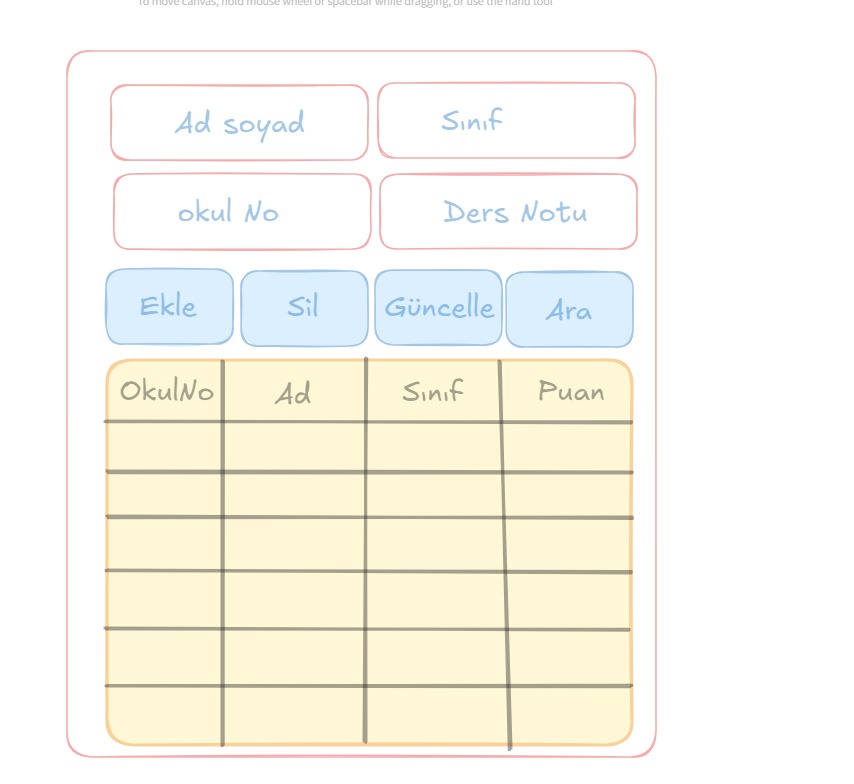 To move canvas, hold mouse wheel or spacebar while dragging, or use the hand tool
Ad soyad
Sınıf
okul No
Ders Notu
Ekle
Sil
Güncelle
Ara
OkulNo
Ad
Sınıf
Puan